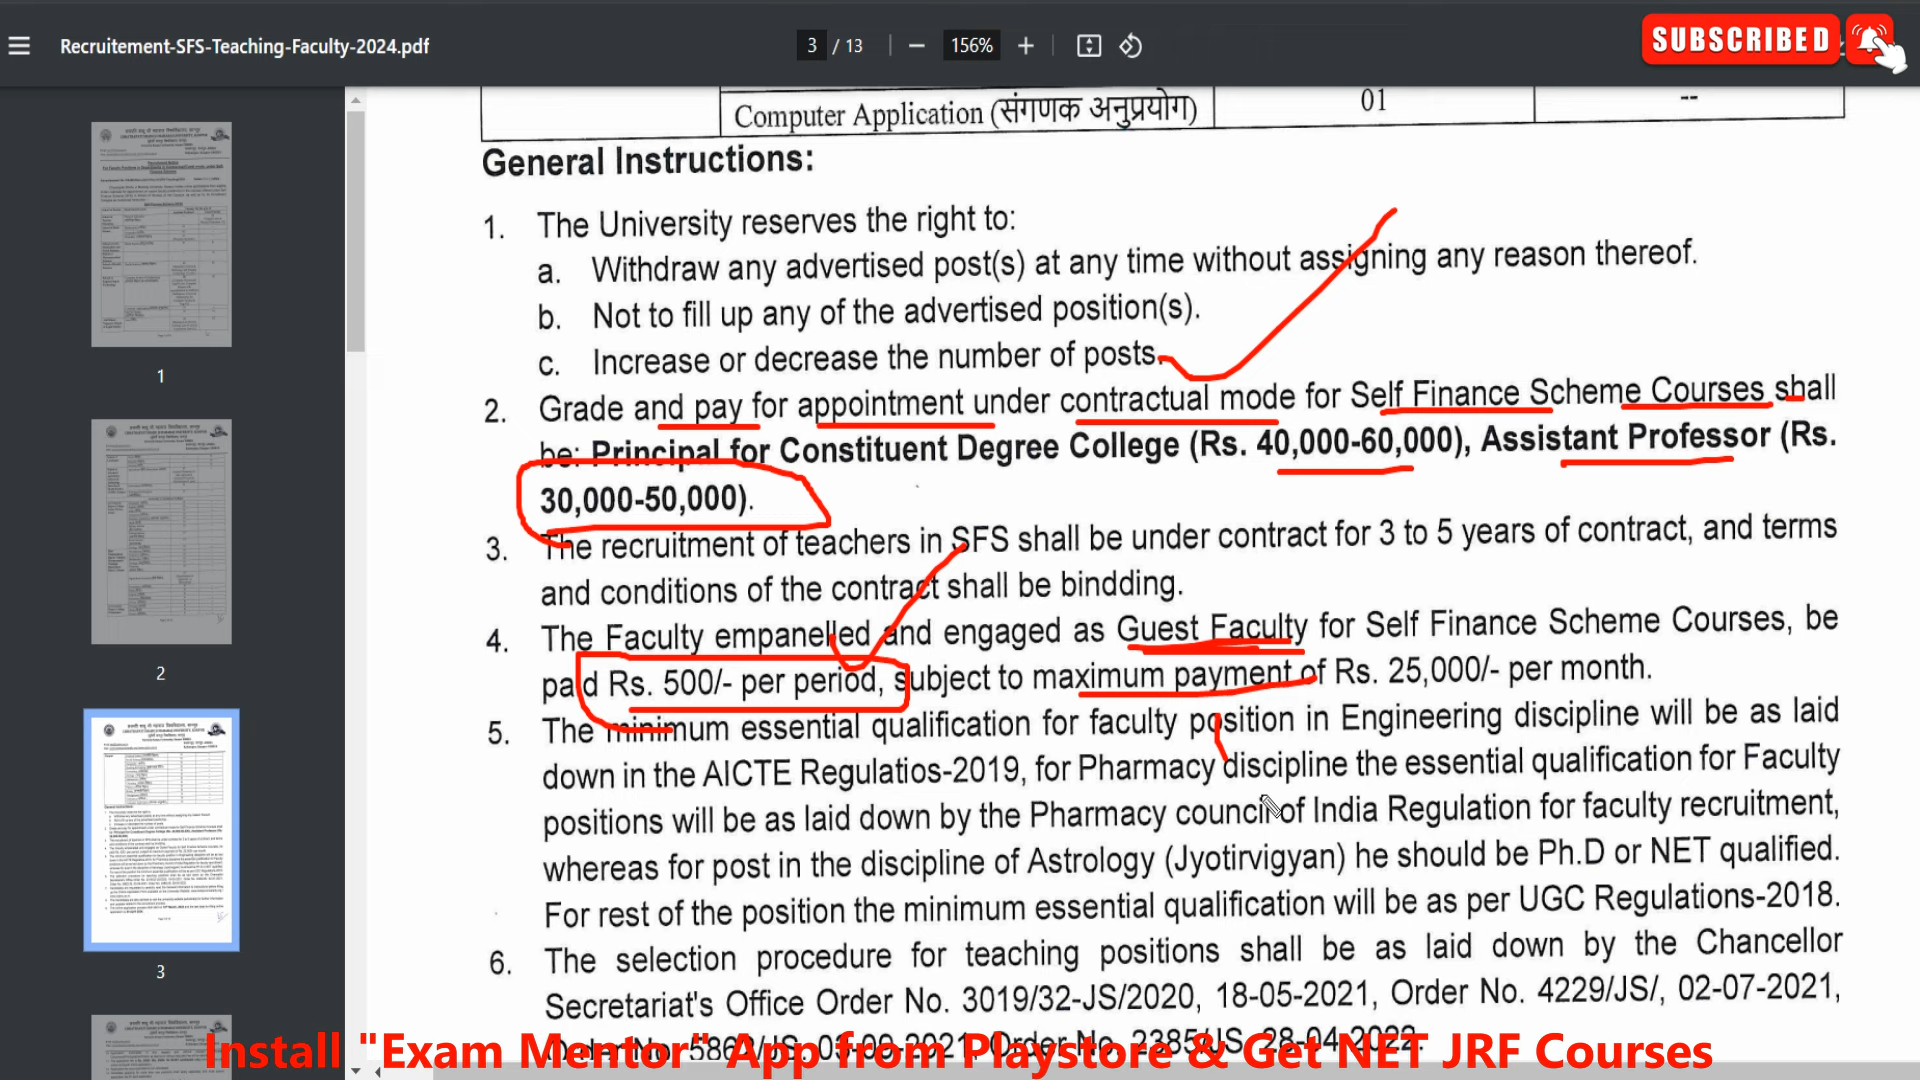 Recruitement-SFS-Teaching-Faculty-2024.pdf
3 / 13
156%
SUBSCRIBED
Computer Application (संगणक अनुप्रयोग)
01
--
General Instructions:
1. The University reserves the right to:
a. Withdraw any advertised post(s) at any time without assigning any reason thereof.
b. Not to fill up any of the advertised position(s).
c. Increase or decrease the number of posts.
2. Grade and pay for appointment under contractual mode for Self Finance Scheme Courses shall
be: Principal for Constituent Degree College (Rs. 40,000-60,000), Assistant Professor (Rs.
30,000-50,000).
3. The recruitment of teachers in SFS shall be under contract for 3 to 5 years of contract, and terms
and conditions of the contract shall be bindding.
4. The Faculty empanelled and engaged as Guest Faculty for Self Finance Scheme Courses, be
paid Rs. 500/- per period, subject to maximum payment of Rs. 25,000/- per month.
5. The minimum essential qualification for faculty position in Engineering discipline will be as laid
down in the AICTE Regulatios-2019, for Pharmacy discipline the essential qualification for Faculty
positions will be as laid down by the Pharmacy council of India Regulation for faculty recruitment,
whereas for post in the discipline of Astrology (Jyotirvigyan) he should be Ph.D or NET qualified.
For rest of the position the minimum essential qualification will be as per UGC Regulations-2018.
6. The selection procedure for teaching positions shall be as laid down by the Chancellor
Secretariat's Office Order No. 3019/32-JS/2020, 18-05-2021, Order No. 4229/JS/, 02-07-2021,
Install "Exam Mentor" App from Playstore & Get NET JRF Courses
1
2
3